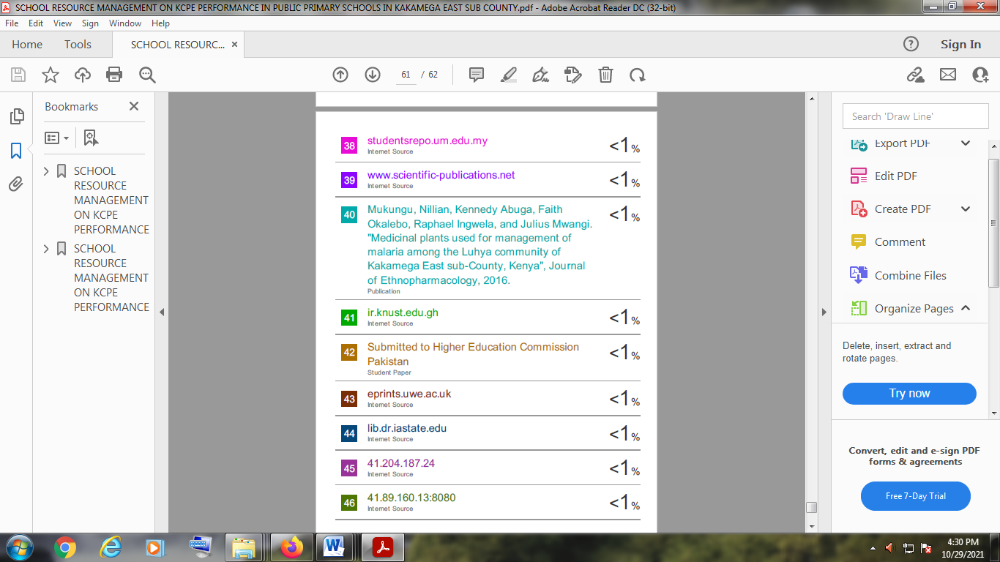 SCHOOL RESOURCE MANAGEMENT ON KCPE PERFORMANCE IN PUBLIC PRIMARY SCHOOLS IN KAKAMEGA EAST SUB COUNTY.pdf - Adobe Acrobat Reader DC (32-bit)
File Edit View Sign Window Help
Home Tools SCHOOL RESOURC... × Sign In
61 / 62
Bookmarks
SCHOOL
RESOURCE
MANAGEMENT
ON KCPE
PERFORMANCE
SCHOOL
RESOURCE
MANAGEMENT
ON KCPE
PERFORMANCE
38 studentsrepo.um.edu.my <1%
Internet Source
39 www.scientific-publications.net <1%
Internet Source
40 Mukungu, Nillian, Kennedy Abuga, Faith <1%
Okalebo, Raphael Ingwela, and Julius Mwangi.
"Medicinal plants used for management of
malaria among the Luhya community of
Kakamega East sub-County, Kenya", Journal
of Ethnopharmacology, 2016.
Publication
41 ir.knust.edu.gh <1%
Internet Source
42 Submitted to Higher Education Commission <1%
Pakistan
Student Paper
43 eprints.uwe.ac.uk <1%
Internet Source
44 lib.dr.iastate.edu <1%
Internet Source
45 41.204.187.24 <1%
Internet Source
46 41.89.160.13:8080 <1%
Internet Source
Search 'Draw Line'
Export PDF
Edit PDF
Create PDF
Comment
Combine Files
Organize Pages
Delete, insert, extract and
rotate pages.
Try now
Convert, edit and e-sign PDF
forms & agreements
Free 7-Day Trial
4:30 PM
10/29/2021